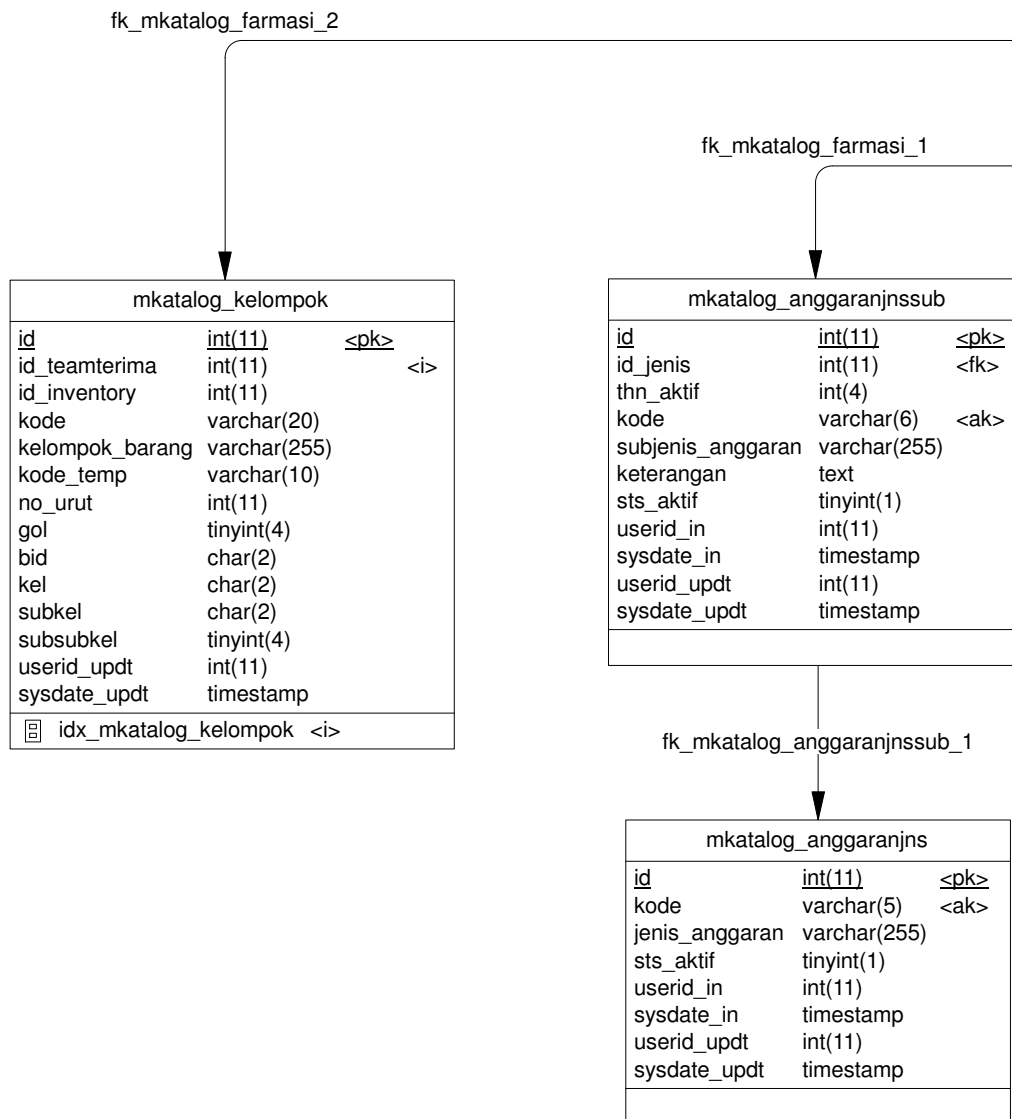 fk_mkatalog_farmasi_2
fk_mkatalog_farmasi_1
mkatalog_kelompok
id int(11) <pk>
id_teamterima int(11) <i>
id_inventory int(11)
kode varchar(20)
kelompok_barang varchar(255)
kode_temp varchar(10)
no_urut int(11)
gol tinyint(4)
bid char(2)
kel char(2)
subkel char(2)
subsubkel tinyint(4)
userid_updt int(11)
sysdate_updt timestamp
idx_mkatalog_kelompok <i>
mkatalog_anggaranjnssub
id int(11) <pk>
id_jenis int(11) <fk>
thn_aktif int(4)
kode varchar(6) <ak>
subjenis_anggaran varchar(255)
keterangan text
sts_aktif tinyint(1)
userid_in int(11)
sysdate_in timestamp
userid_updt int(11)
sysdate_updt timestamp
fk_mkatalog_anggaranjnssub_1
mkatalog_anggaranjns
id int(11) <pk>
kode varchar(5) <ak>
jenis_anggaran varchar(255)
sts_aktif tinyint(1)
userid_in int(11)
sysdate_in timestamp
userid_updt int(11)
sysdate_updt timestamp